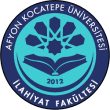 AFYON KOCATEPE ÜNİVERSİTESİ
2012
İLAHİYAT FAKÜLTESİ